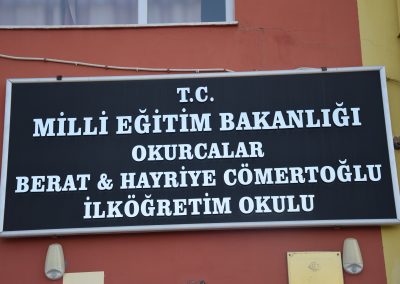 T.C.
MİLLİ EĞİTİM BAKANLIĞI
OKURCALAR
BERAT & HAYRİYE CÖMERTOĞLU
İLKÖĞRETİM OKULU